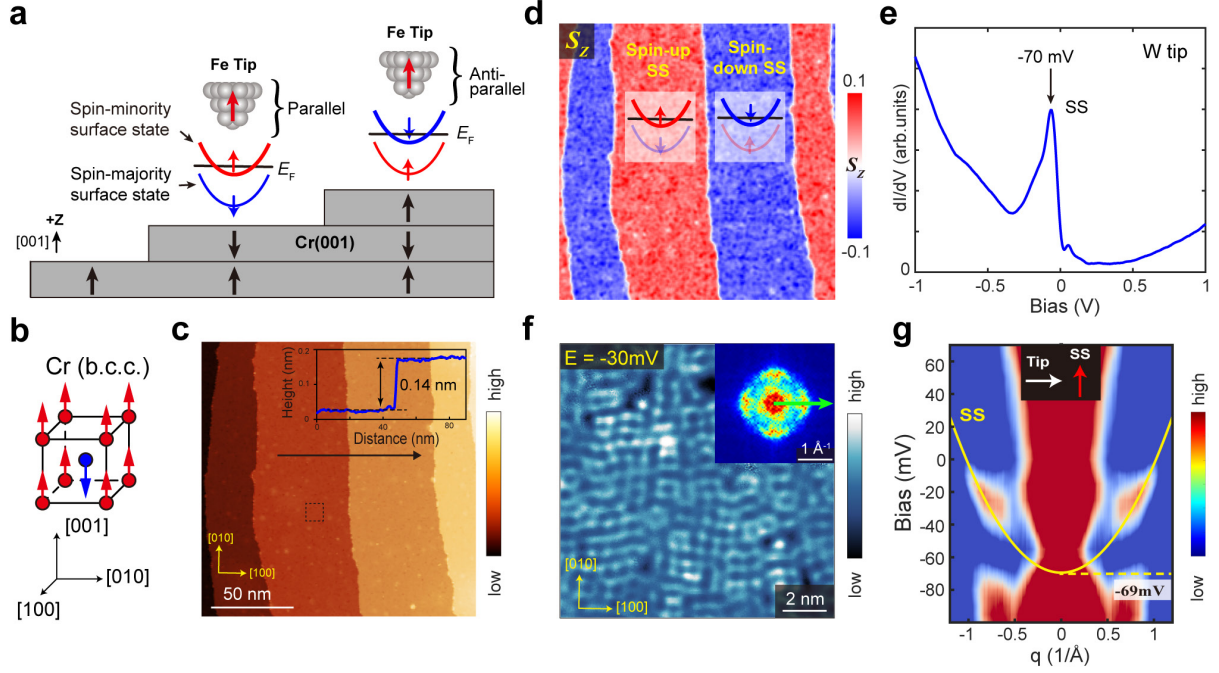 a
Fe Tip
Parallel
Spin-minority
surface state
Spin-majority
surface state
E_F
Fe Tip
Anti-
parallel
E_F
+Z
[001]
Cr(001)
b
Cr (b.c.c.)
[001]
[010]
[100]
c
Height (nm)
0.2
0.1
0
0.14 nm
0 40 80
Distance (nm)
[010]
[100]
50 nm
high
low
d
S_z
Spin-up
SS
Spin-
down SS
0.1
S_z
-0.1
e
W tip
-70 mV
SS
dI/dV (arb.units)
0
-1 -0.5 0 0.5 1
Bias (V)
f
E = -30mV
1 Å⁻¹
[010]
[100]
2 nm
high
low
g
Tip
SS
SS
60
40
20
0
-20
-40
-60
-80
Bias (mV)
-69mV
-1 -0.5 0 0.5 1
q (1/Å)
high
low